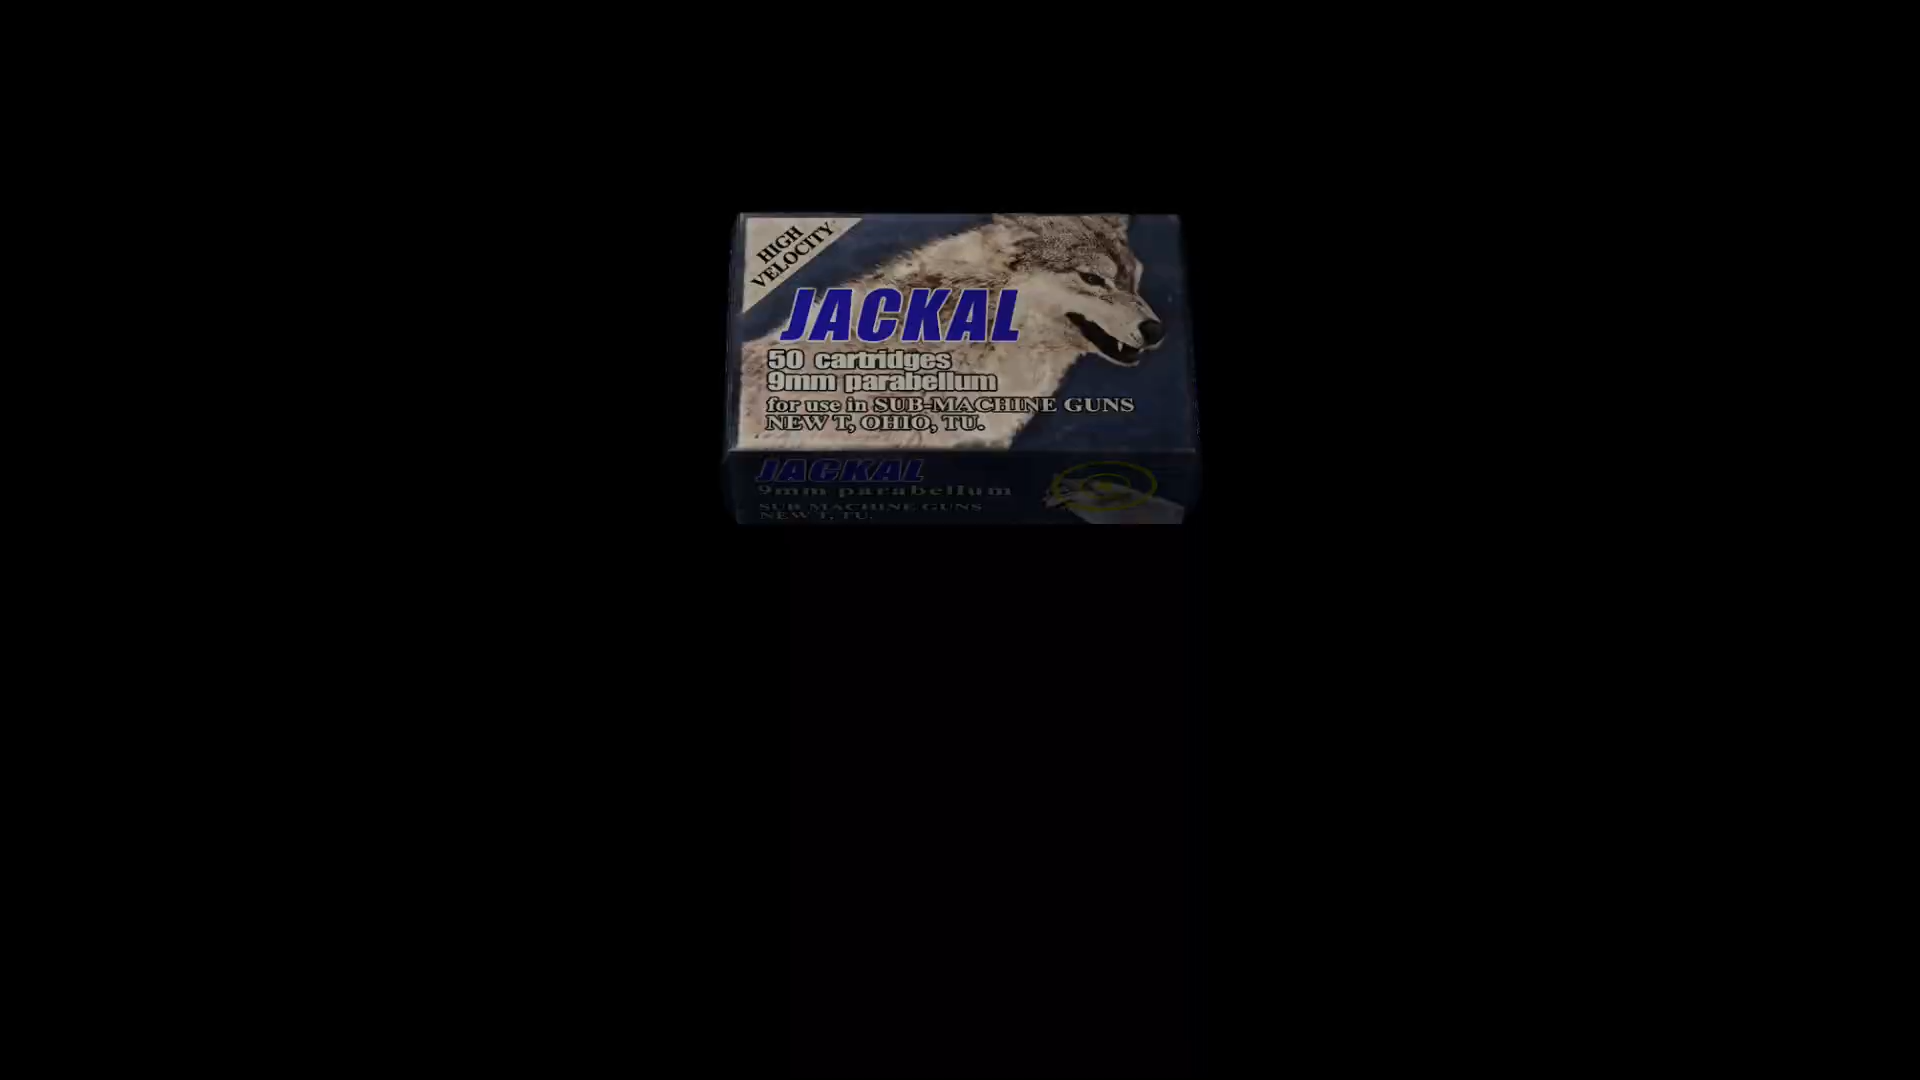 HIGH
VELOCITY
JACKAL
50 cartridges
9mm parabellum
for use in SUB-MACHINE GUNS
NEW T, OHIO, TU.
JACKAL
9mm parabellum
SUB MACHINE GUNS
NEW T, TU.